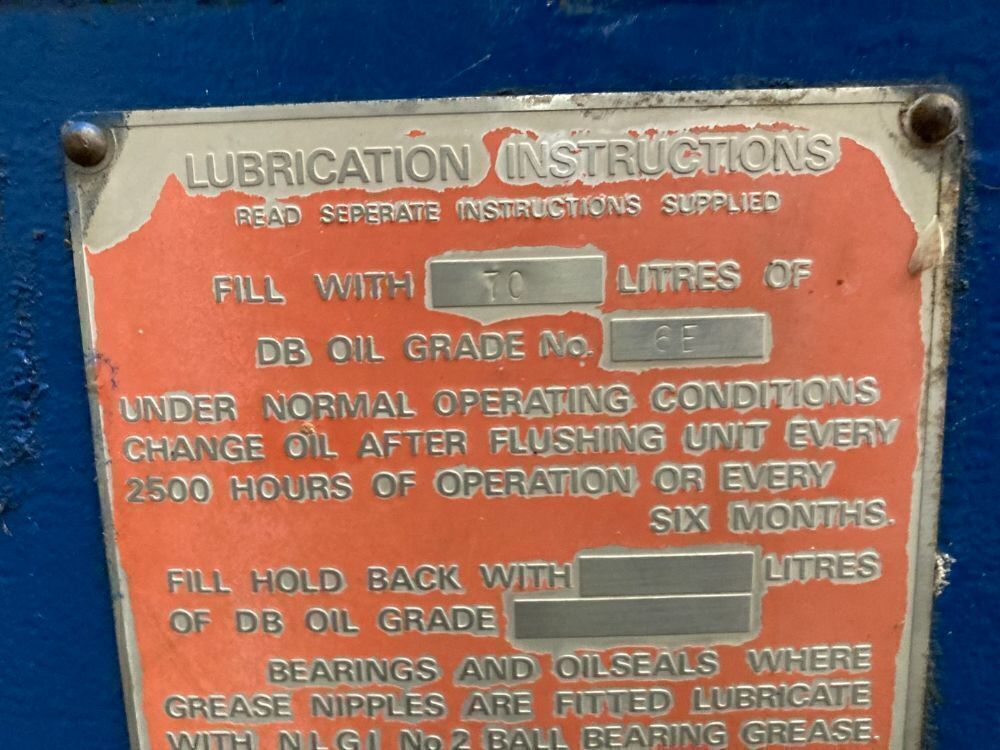 LUBRICATION INSTRUCTIONS
READ SEPERATE INSTRUCTIONS SUPPLIED
FILL WITH 70 LITRES OF
DB OIL GRADE No. 6E
UNDER NORMAL OPERATING CONDITIONS
CHANGE OIL AFTER FLUSHING UNIT EVERY
2500 HOURS OF OPERATION OR EVERY
SIX MONTHS.
FILL HOLD BACK WITH LITRES
OF DB OIL GRADE
BEARINGS AND OILSEALS WHERE
GREASE NIPPLES ARE FITTED LUBRICATE
WITH N.L.G.I. No 2 BALL BEARING GREASE.